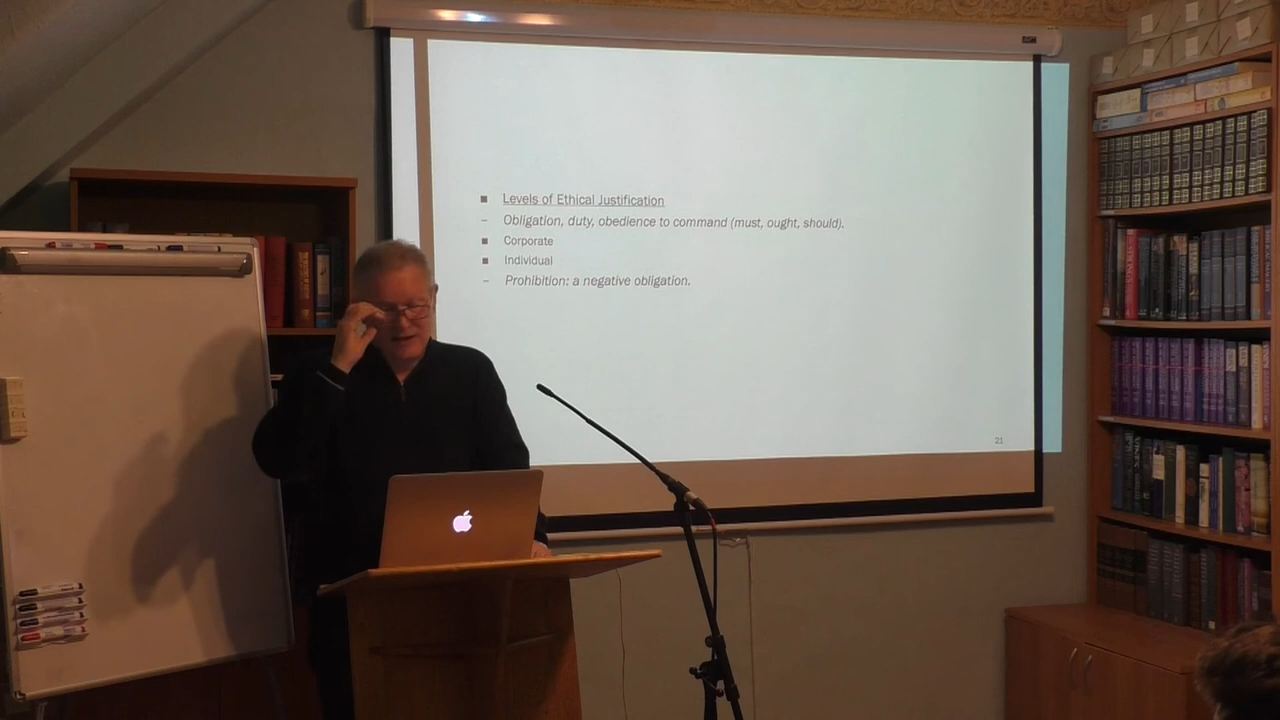 Levels of Ethical Justification
Obligation, duty, obedience to command (must, ought, should).
Corporate
Individual
Prohibition: a negative obligation.
21